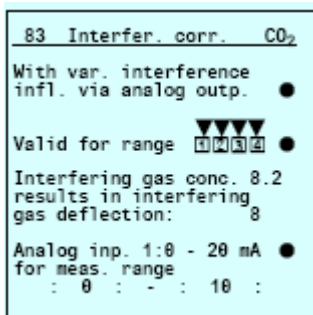 83 Interfer. corr. CO₂
With var. interference
infl. via analog outp.
Valid for range 1 2 3 4
Interfering gas conc. 8.2
results in interfering
gas deflection: 8
Analog inp. 1:0 - 20 mA
for meas. range
: 0 : - : 10 :